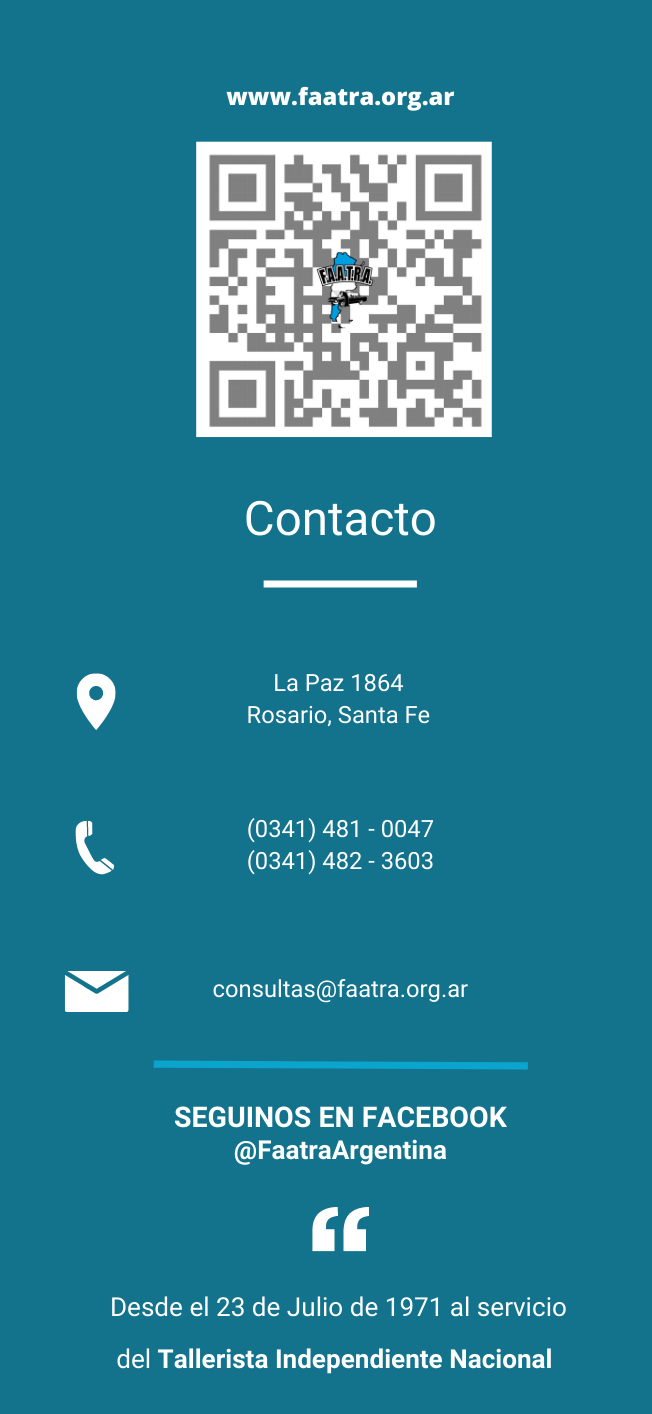 www.faatra.org.ar
F.A.A.T.R.A.
Contacto
La Paz 1864
Rosario, Santa Fe
(0341) 481 - 0047
(0341) 482 - 3603
consultas@faatra.org.ar
SEGUINOS EN FACEBOOK
@FaatraArgentina
“
Desde el 23 de Julio de 1971 al servicio
del Tallerista Independiente Nacional